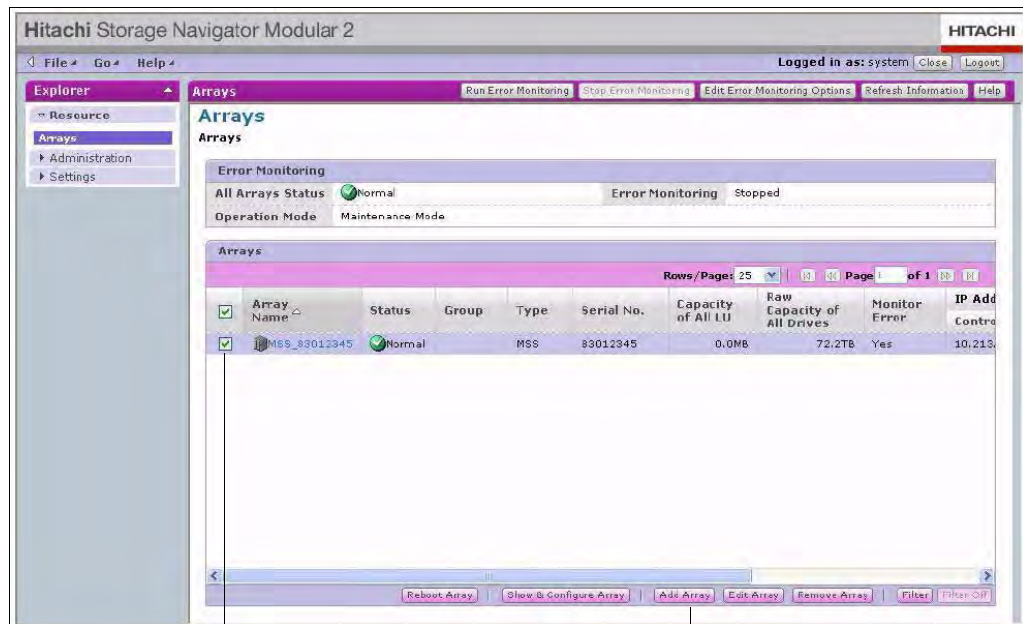 Hitachi Storage Navigator Modular 2
HITACHI
File Go Help
Logged in as: system Close Logout
Explorer
Arrays
Run Error Monitoring Stop Error Monitoring Edit Error Monitoring Options Refresh Information Help
Resource
Arrays
Administration
Settings
Arrays
Arrays
Error Monitoring
All Arrays Status Normal Error Monitoring Stopped
Operation Mode Maintenance Mode
Arrays
Rows/Page: 25 Page 1 of 1
Array Name Status Group Type Serial No. Capacity of All LU Raw Capacity of All Drives Monitor Error IP Add
Contro
MSS_83012345 Normal MSS 83012345 0.0MB 72.2TB Yes 10.213.
Reboot Array Show & Configure Array Add Array Edit Array Remove Array Filter Filter Off